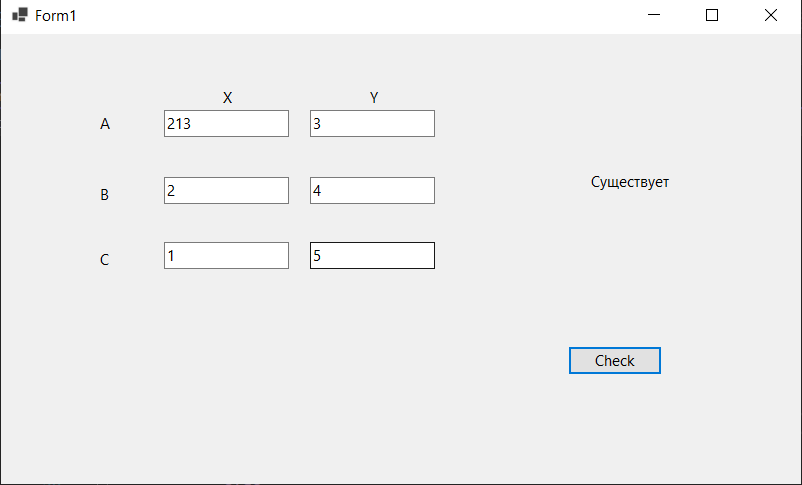 Form1
X Y
A 213 3
Существует
B 2 4
C 1 5
Check